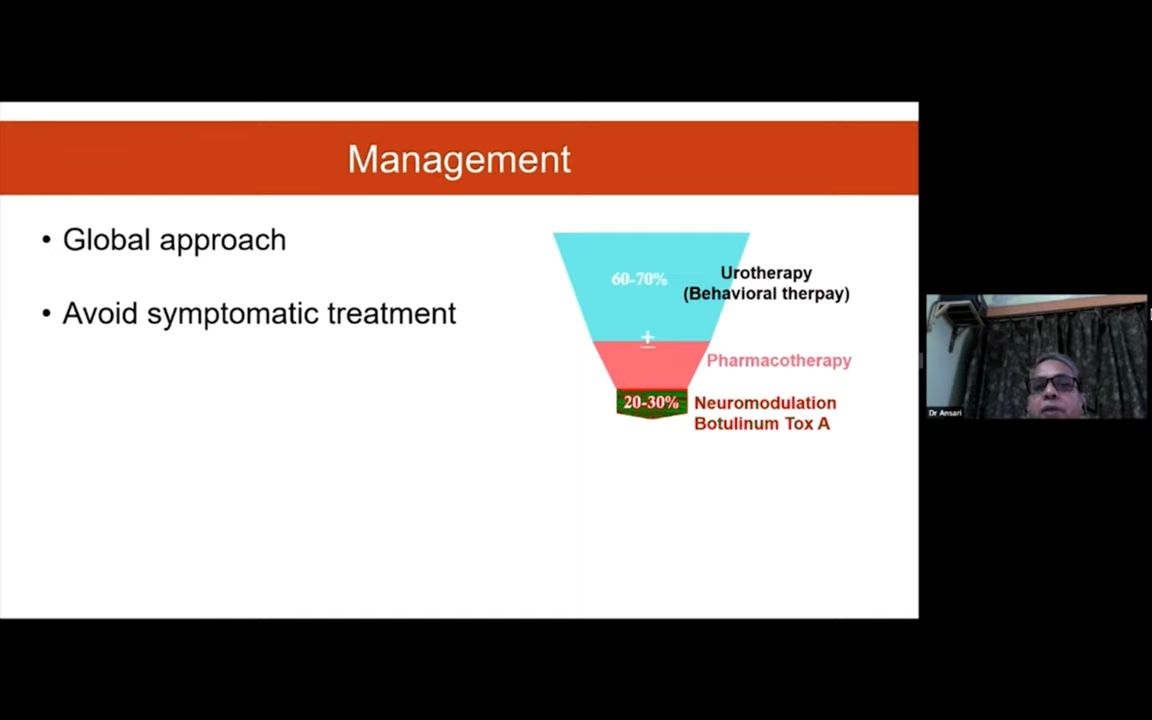 Management
• Global approach
• Avoid symptomatic treatment
60-70%
Urotherapy
(Behavioral therpay)
±
Pharmacotherapy
20-30%
Neuromodulation
Botulinum Tox A
Dr Ansari